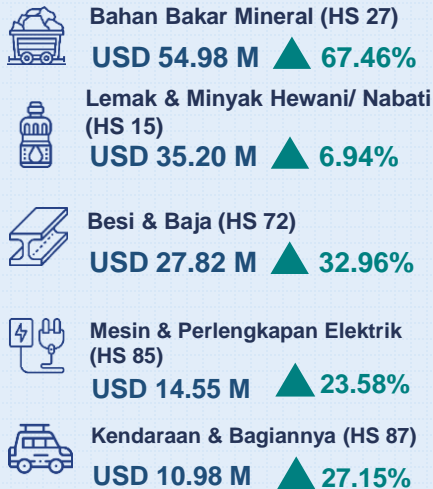 Bahan Bakar Mineral (HS 27)
USD 54.98 M 67.46%
Lemak & Minyak Hewani/ Nabati
(HS 15)
USD 35.20 M 6.94%
Besi & Baja (HS 72)
USD 27.82 M 32.96%
Mesin & Perlengkapan Elektrik
(HS 85)
USD 14.55 M 23.58%
Kendaraan & Bagiannya (HS 87)
USD 10.98 M 27.15%